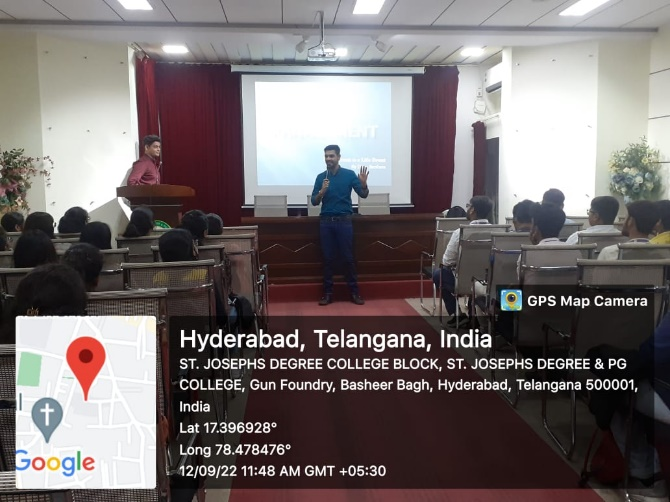 GPS Map Camera
Hyderabad, Telangana, India
ST. JOSEPHS DEGREE COLLEGE BLOCK, ST. JOSEPHS DEGREE & PG
COLLEGE, Gun Foundry, Basheer Bagh, Hyderabad, Telangana 500001,
India
Lat 17.396928°
Long 78.478476°
12/09/22 11:48 AM GMT +05:30
Google